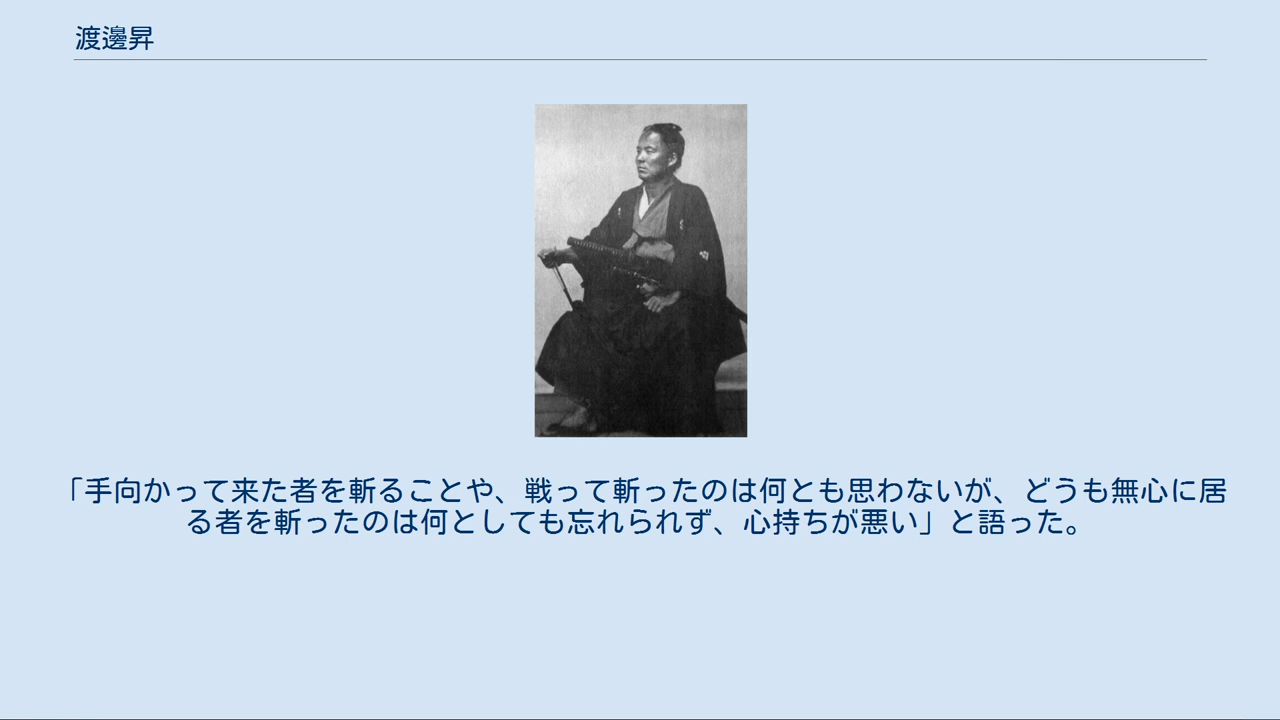 渡邊昇
「手向かって来た者を斬ることや、戦って斬ったのは何とも思わないが、どうも無心に居
る者を斬ったのは何としても忘れられず、心持ちが悪い」と語った。